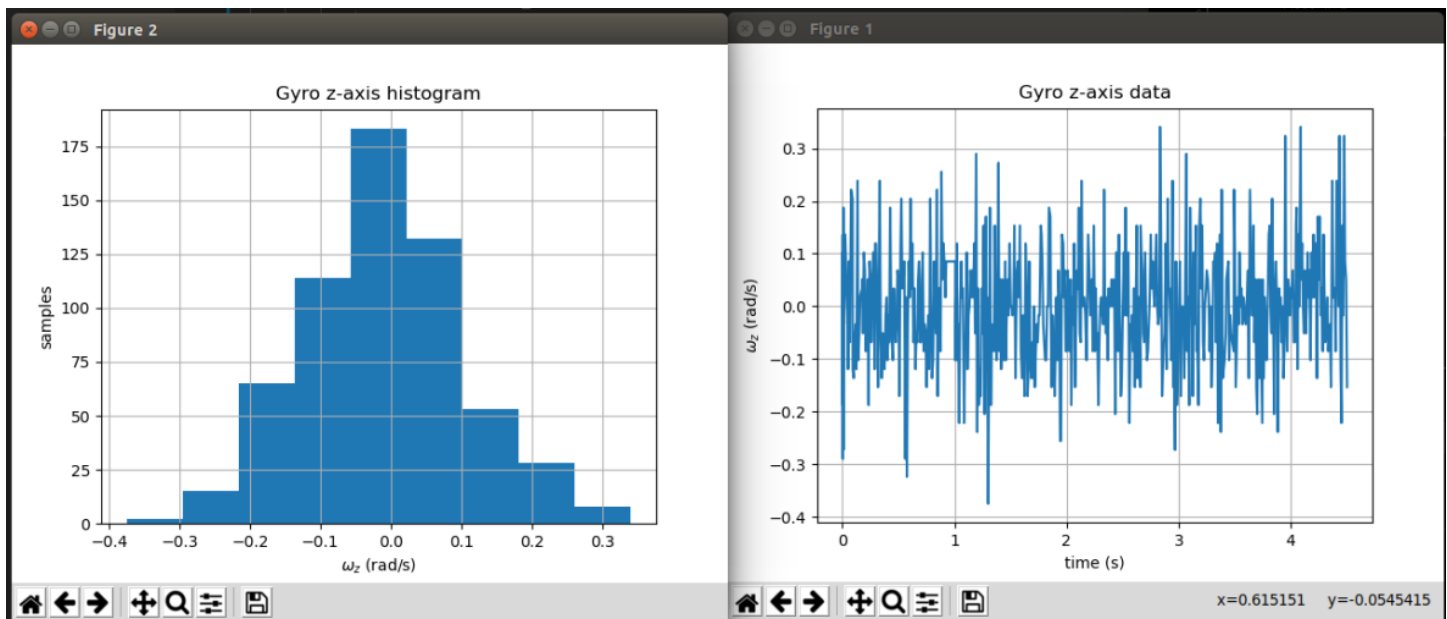 Figure 2
Gyro z-axis histogram
175
150
125
100
75
50
25
0
samples
−0.4 −0.3 −0.2 −0.1 0.0 0.1 0.2 0.3
ω_z (rad/s)
Figure 1
Gyro z-axis data
0.3
0.2
0.1
0.0
−0.1
−0.2
−0.3
−0.4
ω_z (rad/s)
0 1 2 3 4
time (s)
x=0.615151 y=-0.0545415